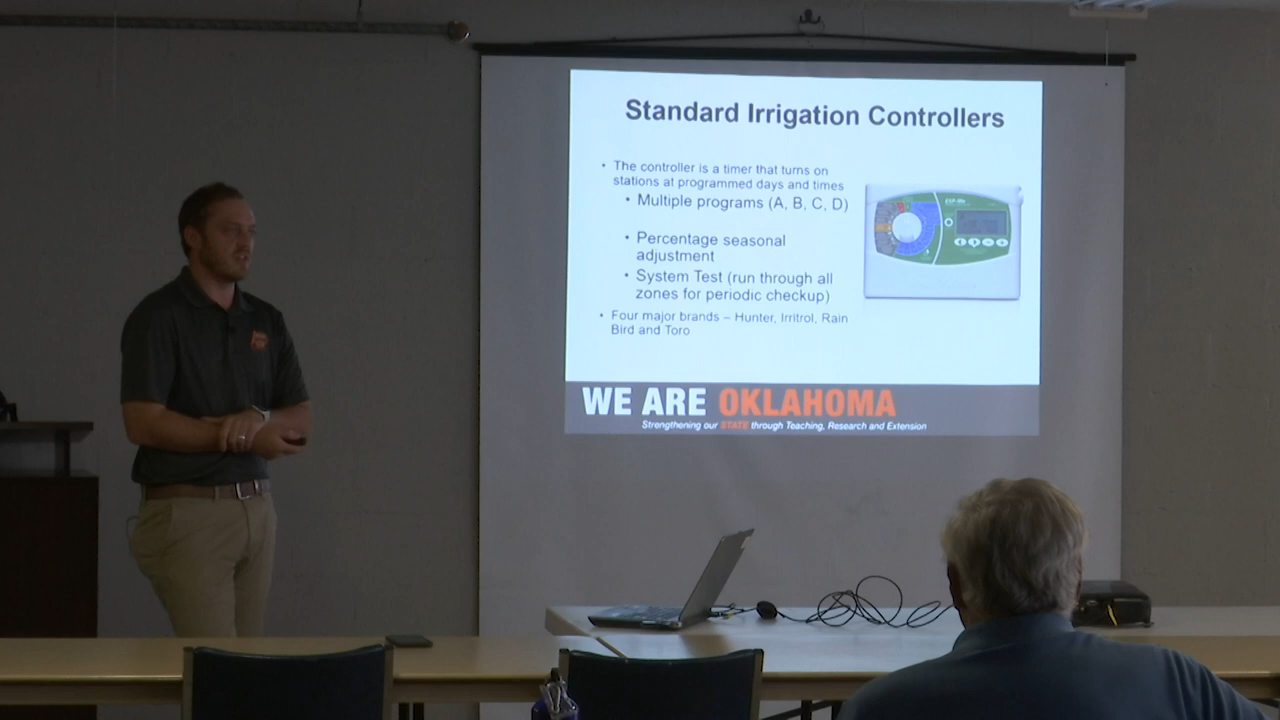 Standard Irrigation Controllers
• The controller is a timer that turns on
stations at programmed days and times
• Multiple programs (A, B, C, D)
• Percentage seasonal
adjustment
• System Test (run through all
zones for periodic checkup)
• Four major brands – Hunter, Irritrol, Rain
Bird and Toro
WE ARE OKLAHOMA
Strengthening our STATE through Teaching, Research and Extension